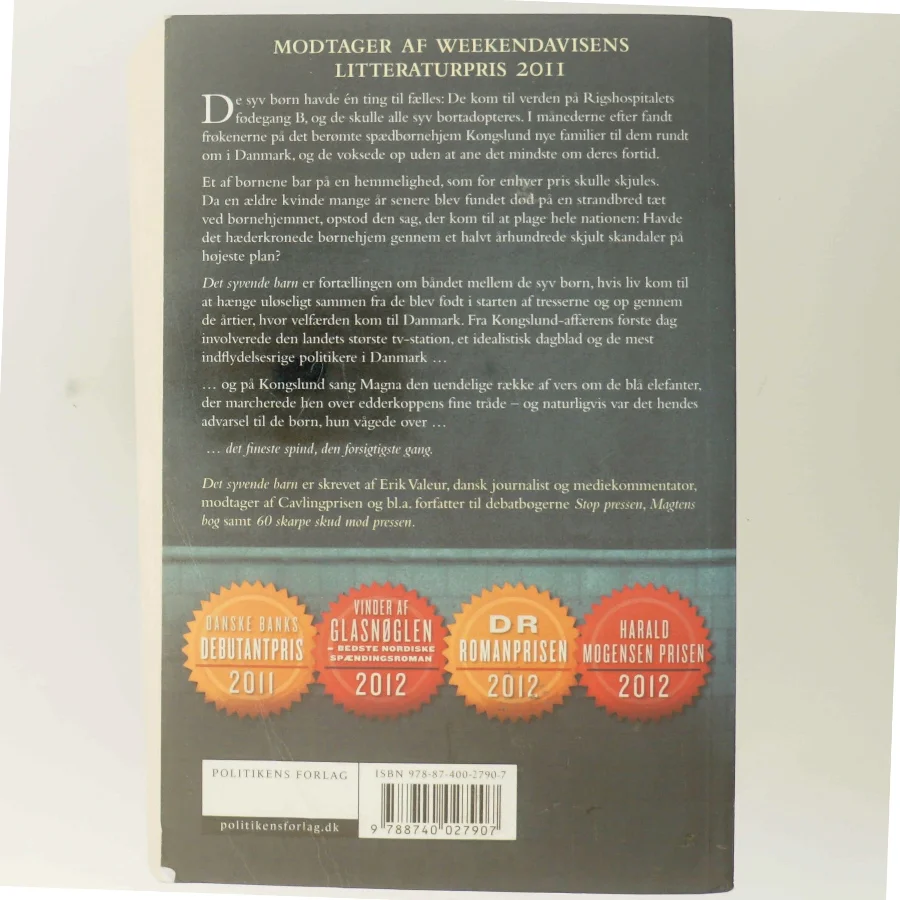 MODTAGER AF WEEKENDAVISENS
LITTERATURPRIS 2011
De syv børn havde én ting til fælles: De kom til verden på Rigshospitalets
fødegang B, og de skulle alle syv bortadopteres. I månederne efter fandt
frøkenerne på det berømte spædbørnehjem Kongslund nye familier til dem rundt
om i Danmark, og de voksede op uden at ane det mindste om deres fortid.
Et af børnene bar på en hemmelighed, som for enhver pris skulle skjules.
Da en ældre kvinde mange år senere blev fundet død på en strandbred tæt
ved børnehjemmet, opstod den sag, der kom til at plage hele nationen: Havde
det hæderkronede børnehjem gennem et halvt århundrede skjult skandaler på
højeste plan?
Det syvende barn er fortællingen om båndet mellem de syv børn, hvis liv kom til
at hænge uløseligt sammen fra de blev født i starten af tresserne og op gennem
de årtier, hvor velfærden kom til Danmark. Fra Kongslund-affærens første dag
involverede den landets største tv-station, et idealistisk dagblad og de mest
indflydelsesrige politikere i Danmark ...
... og på Kongslund sang Magna den uendelige række af vers om de blå elefanter,
der marcherede hen over edderkoppens fine tråde – og naturligvis var det hendes
advarsel til de børn, hun vågede over ...
... det fineste spind, den forsigtigste gang.
Det syvende barn er skrevet af Erik Valeur, dansk journalist og mediekommentator,
modtager af Cavlingprisen og bl.a. forfatter til debatbøgerne Stop pressen, Magtens
bog samt 60 skarpe skud mod pressen.
DANSKE BANKS
DEBUTANTPRIS
2011
VINDER AF
GLASNØGLEN
– BEDSTE NORDISKE
SPÆNDINGSROMAN
2012
DR
ROMANPRISEN
2012
HARALD
MOGENSEN PRISEN
2012
POLITIKENS FORLAG
politikensforlag.dk
ISBN 978-87-400-2790-7
9 788740 027907